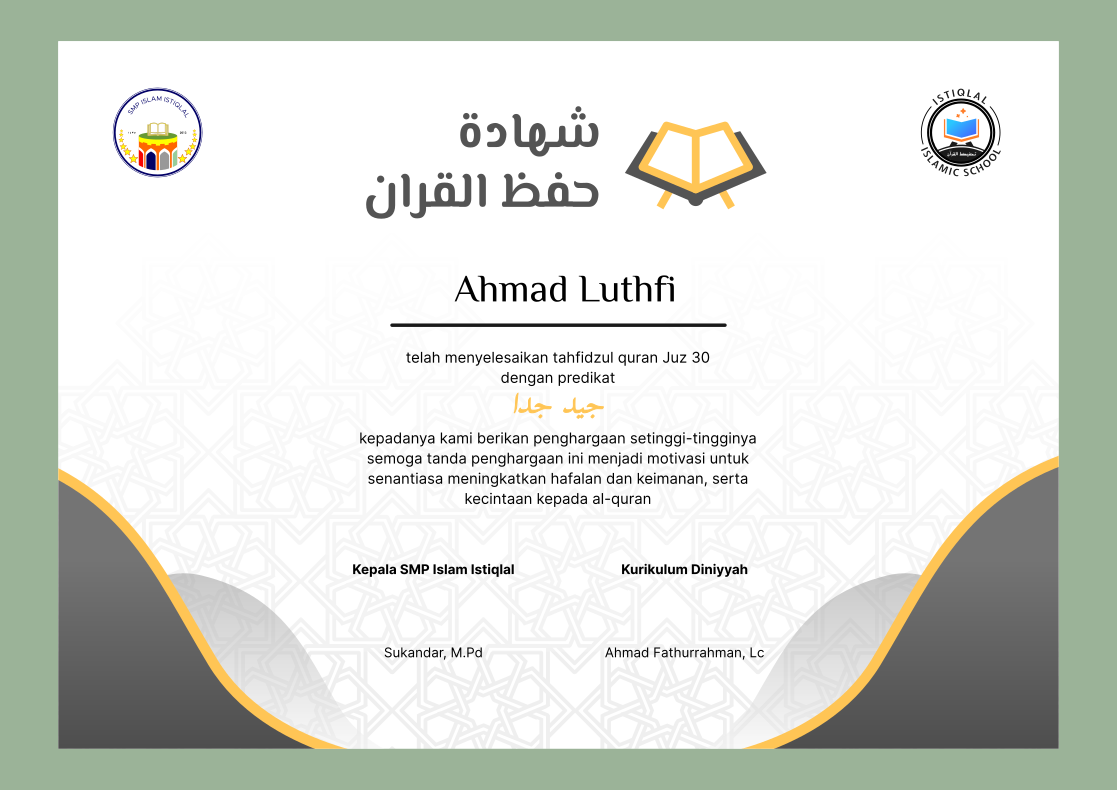 SMP ISLAM ISTIQLAL
ISTIQLAL
ISLAMIC SCHOOL
شهادة
حفظ القران
Ahmad Luthfi
telah menyelesaikan tahfidzul quran Juz 30
dengan predikat
جيد جدا
kepadanya kami berikan penghargaan setinggi-tingginya
semoga tanda penghargaan ini menjadi motivasi untuk
senantiasa meningkatkan hafalan dan keimanan, serta
kecintaan kepada al-quran
Kepala SMP Islam Istiqlal
Kurikulum Diniyyah
Sukandar, M.Pd
Ahmad Fathurrahman, Lc